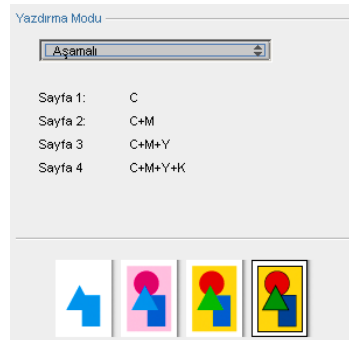 Yazdırma Modu
Aşamalı
Sayfa 1: C
Sayfa 2: C+M
Sayfa 3 C+M+Y
Sayfa 4 C+M+Y+K